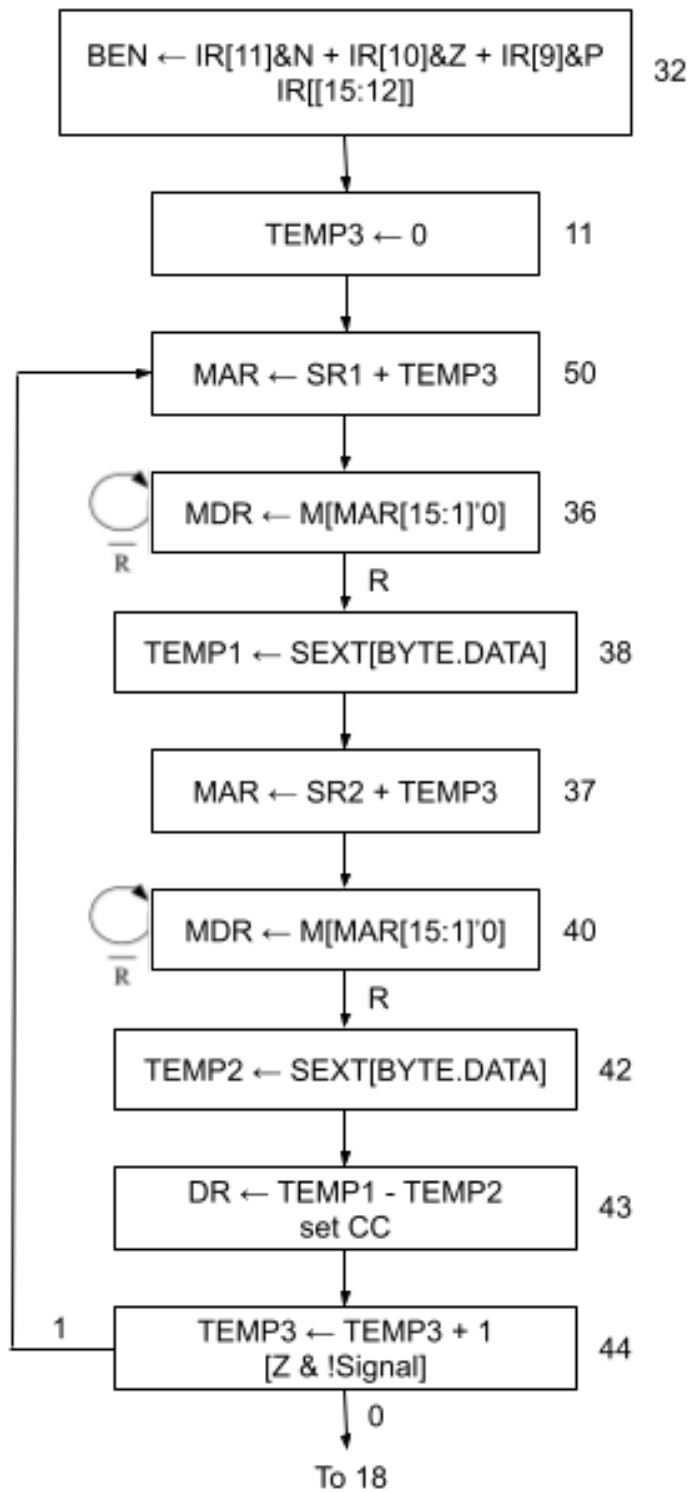 BEN ← IR[11]&N + IR[10]&Z + IR[9]&P
IR[[15:12]]
32
TEMP3 ← 0
11
MAR ← SR1 + TEMP3
50
MDR ← M[MAR[15:1]'0]
36
R̅
R
TEMP1 ← SEXT[BYTE.DATA]
38
MAR ← SR2 + TEMP3
37
MDR ← M[MAR[15:1]'0]
40
R̅
R
TEMP2 ← SEXT[BYTE.DATA]
42
DR ← TEMP1 - TEMP2
set CC
43
1
TEMP3 ← TEMP3 + 1
[Z & !Signal]
44
0
To 18